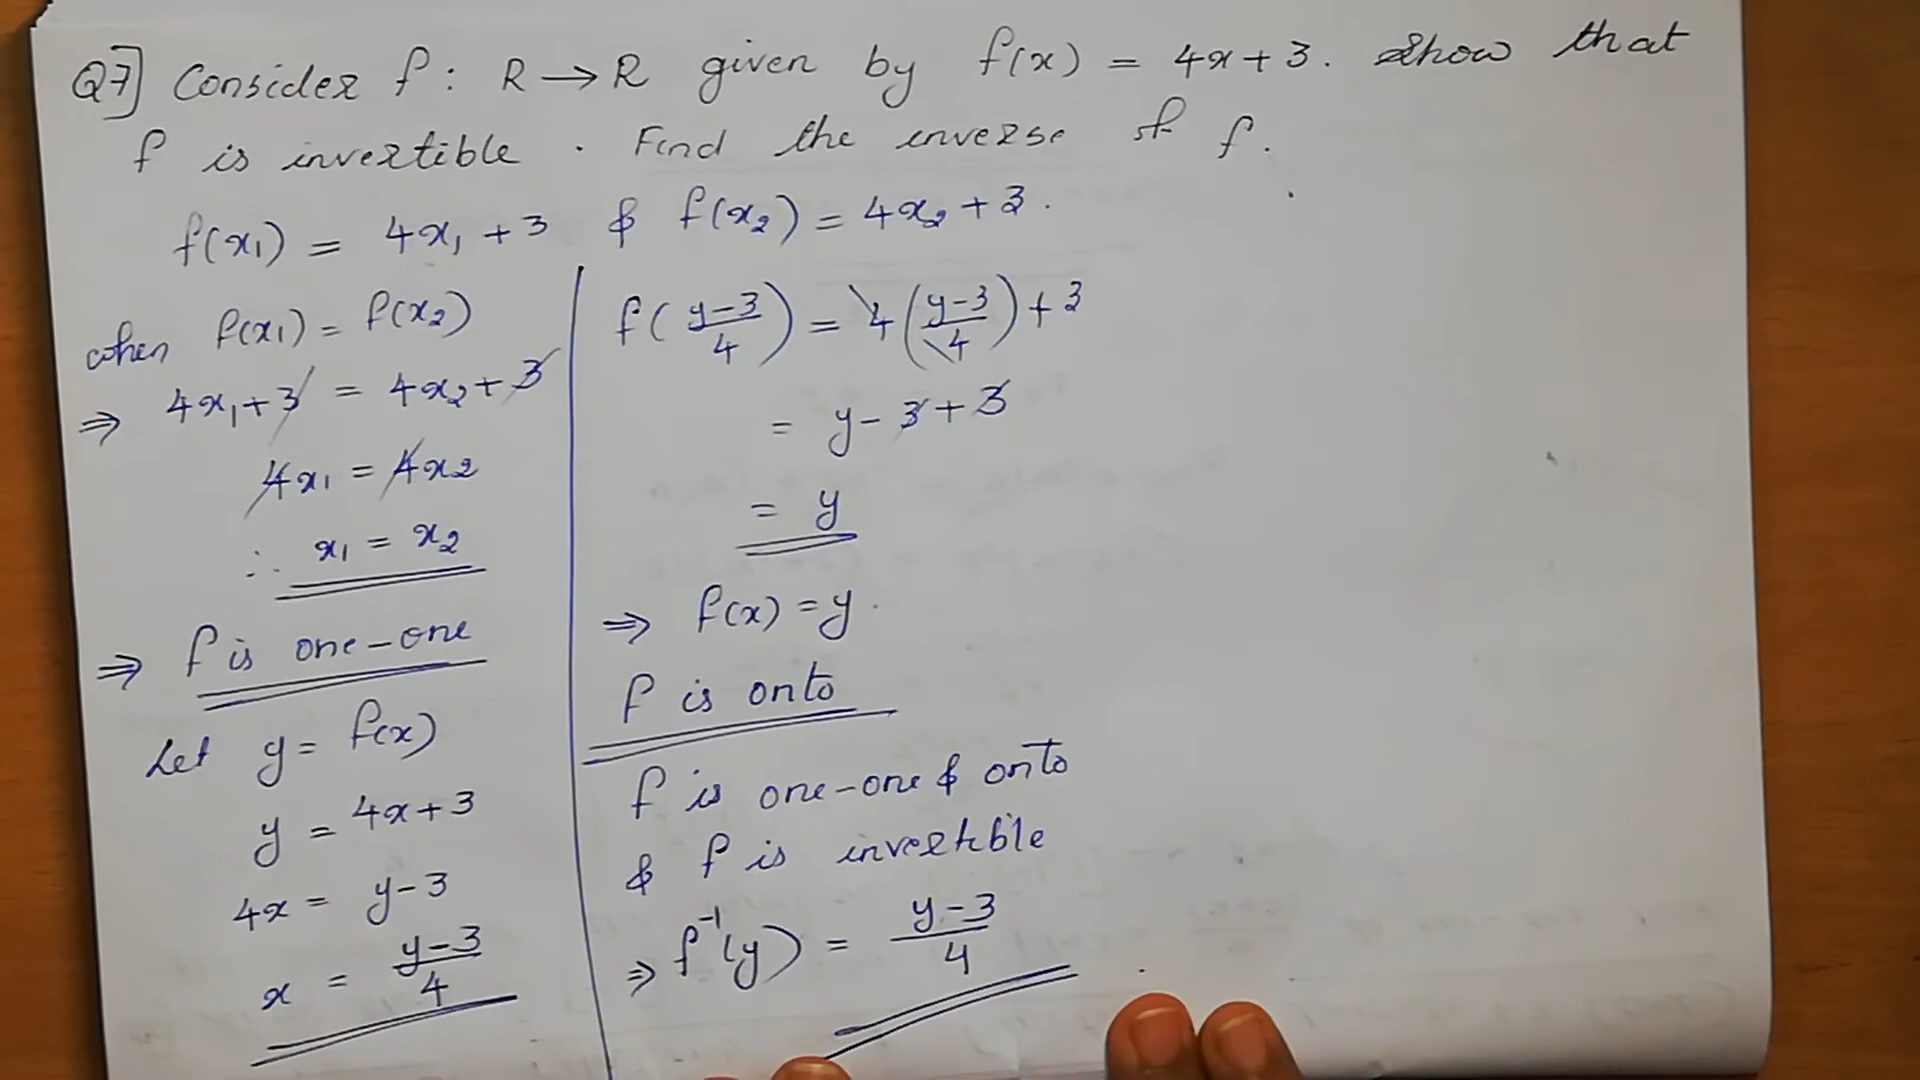 Q7] Consider f : R → R given by f(x) = 4x + 3. Show that
f is invertible. Find the inverse of f.
f(x₁) = 4x₁ + 3 & f(x₂) = 4x₂ + 3.
when f(x₁) = f(x₂)
⇒ 4x₁ + 3 = 4x₂ + 3
4x₁ = 4x₂
∴ x₁ = x₂
⇒ f is one-one
Let y = f(x)
y = 4x + 3
4x = y - 3
x = (y-3)/4
f((y-3)/4) = 4((y-3)/4) + 3
= y - 3 + 3
= y
⇒ f(x) = y.
f is onto
f is one-one & onto
& f is invertible
⇒ f⁻¹(y) = (y-3)/4